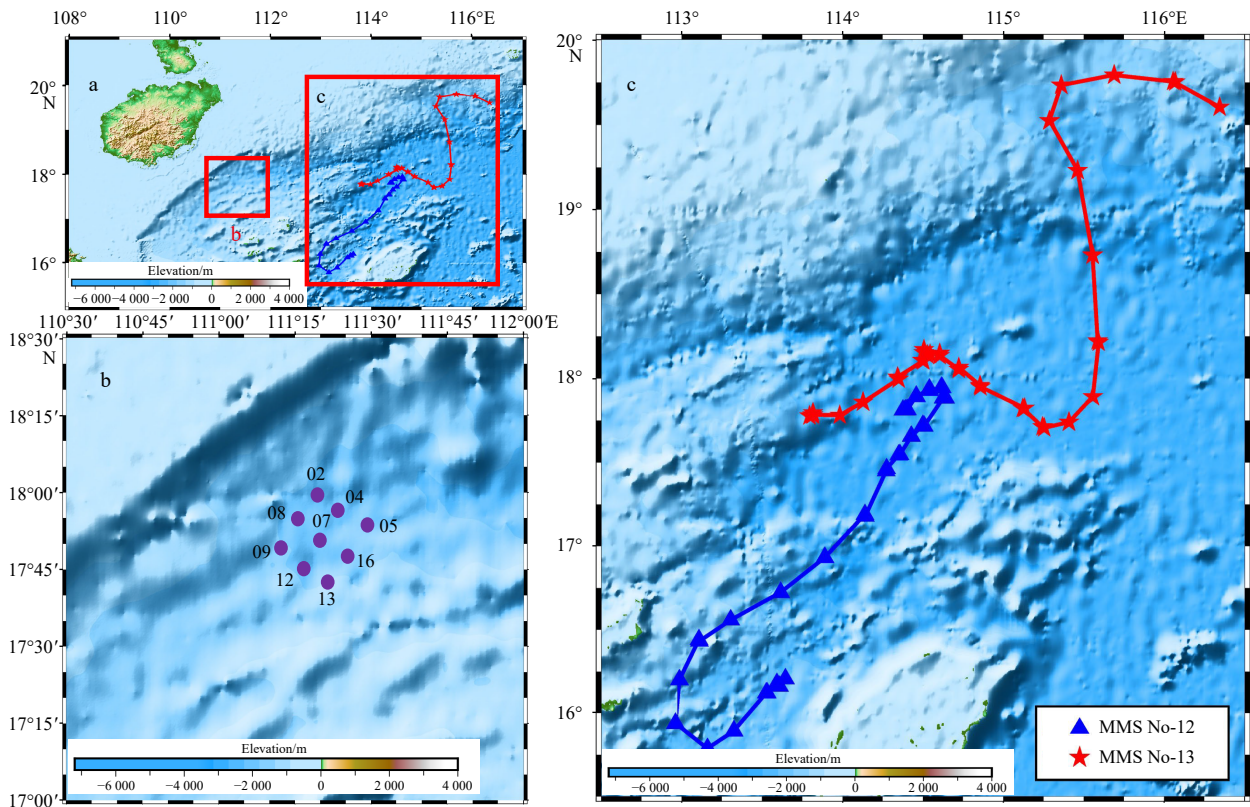 108° 110° 112° 114° 116°E
20°
N
18°
16°
a
c
b
Elevation/m
−6 000 −4 000 −2 000 0 2 000 4 000
110°30′ 110°45′ 111°00′ 111°15′ 111°20′ 111°30′ 111°45′ 112°00′E
18°30′
N
18°15′
18°00′
17°45′
17°30′
17°15′
17°00′
b
02
04
08
07
05
09
16
12
13
Elevation/m
−6 000 −4 000 −2 000 0 2 000 4 000
113° 114° 115° 116°E
20°
N
19°
18°
17°
16°
c
Elevation/m
−6 000 −4 000 −2 000 0 2 000 4 000
MMS No-12
MMS No-13